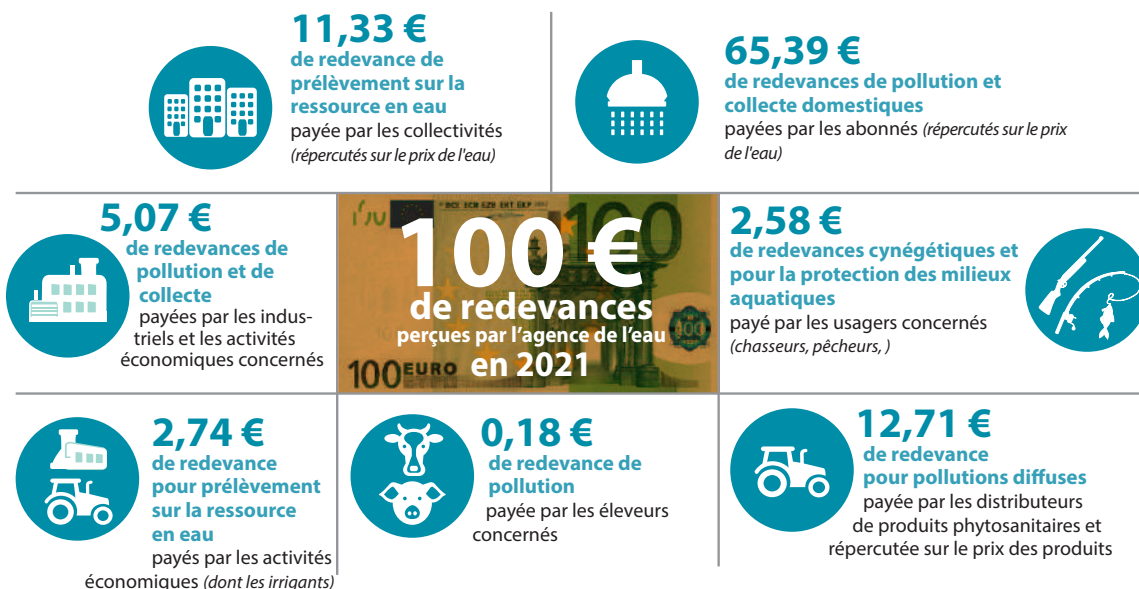 11,33 €
de redevance de
prélèvement sur la
ressource en eau
payée par les collectivités
(répercutés sur le prix de l'eau)
65,39 €
de redevances de pollution et
collecte domestiques
payées par les abonnés (répercutés sur le prix
de l'eau)
5,07 €
de redevances de
pollution et de
collecte
payées par les indus-
triels et les activités
économiques concernés
100 €
de redevances
perçues par l'agence de l'eau
en 2021
100
100 EURO
2,58 €
de redevances cynégétiques et
pour la protection des milieux
aquatiques
payé par les usagers concernés
(chasseurs, pêcheurs, )
2,74 €
de redevance
pour prélèvement
sur la ressource
en eau
payés par les activités
économiques (dont les irrigants)
0,18 €
de redevance de
pollution
payée par les éleveurs
concernés
12,71 €
de redevance
pour pollutions diffuses
payée par les distributeurs
de produits phytosanitaires et
répercutée sur le prix des produits